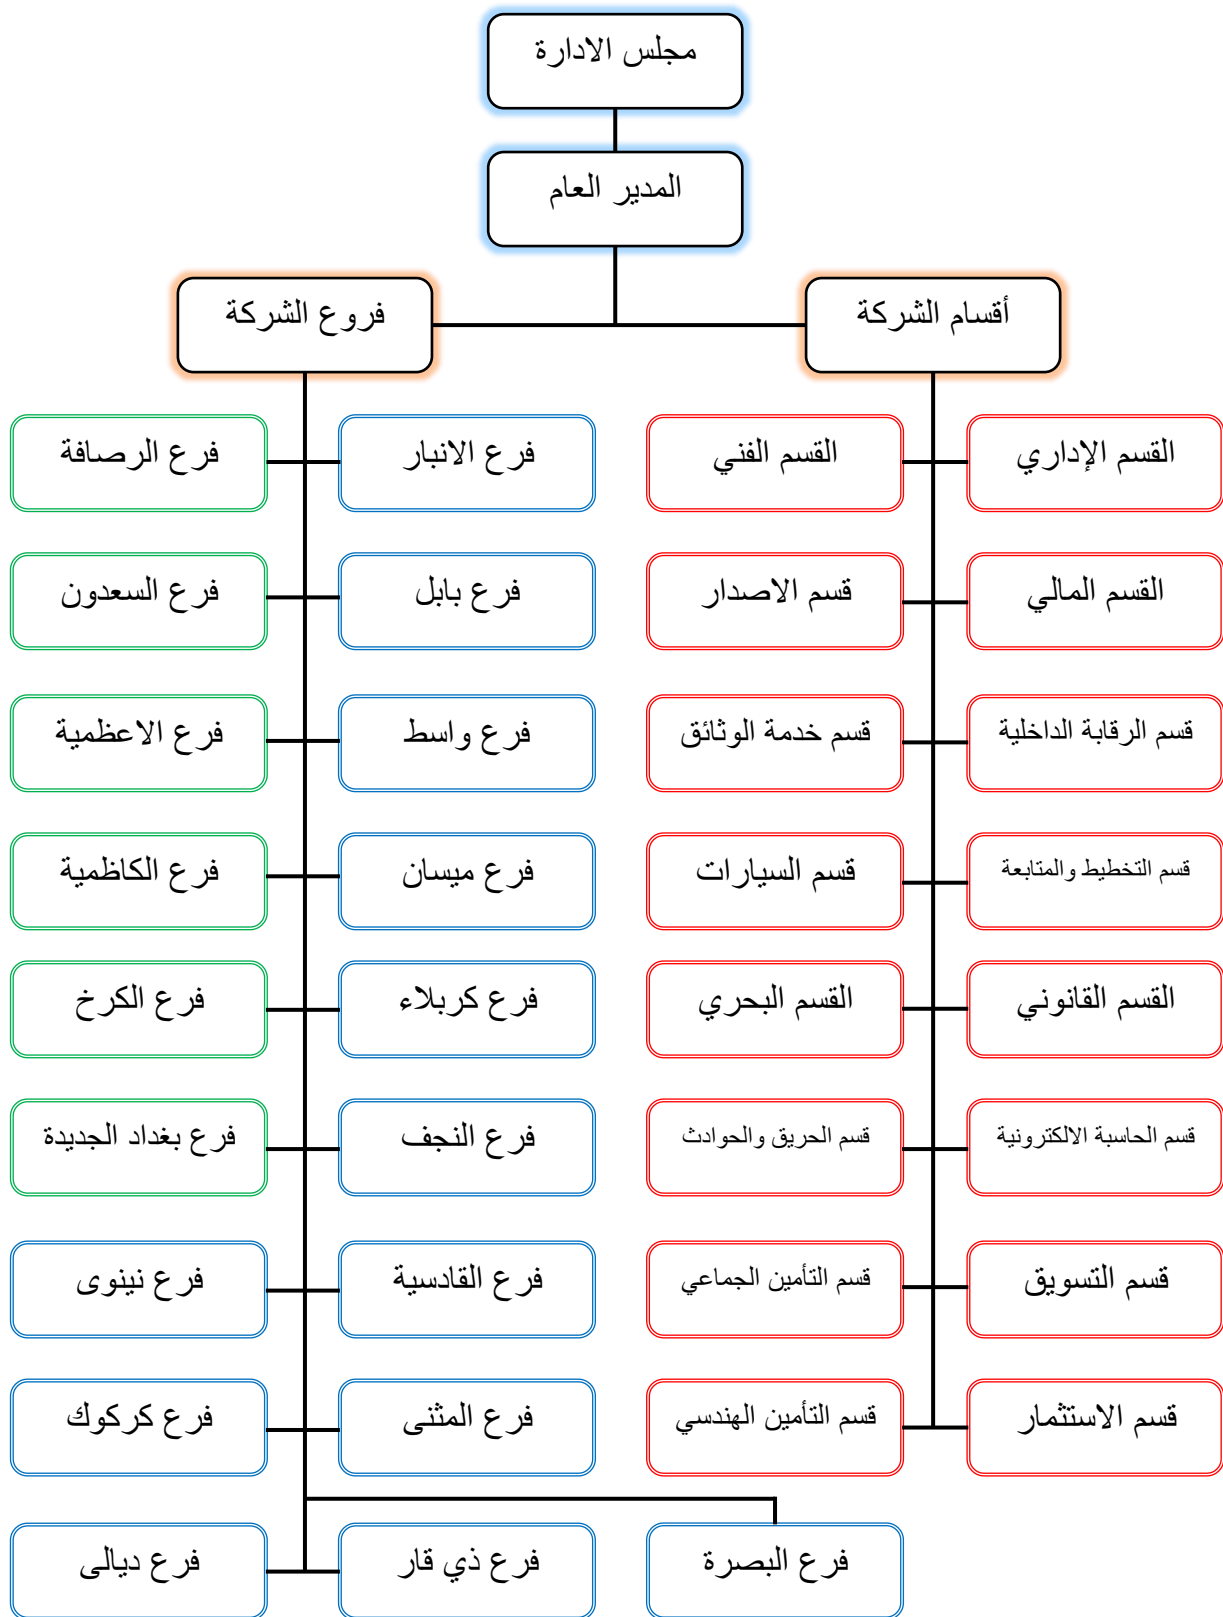 مجلس الادارة
المدير العام
أقسام الشركة
فروع الشركة
القسم الإداري
القسم الفني
فرع الانبار
فرع الرصافة
القسم المالي
قسم الاصدار
فرع بابل
فرع السعدون
قسم الرقابة الداخلية
قسم خدمة الوثائق
فرع واسط
فرع الاعظمية
قسم التخطيط والمتابعة
قسم السيارات
فرع ميسان
فرع الكاظمية
القسم القانوني
القسم البحري
فرع كربلاء
فرع الكرخ
قسم الحاسبة الالكترونية
قسم الحريق والحوادث
فرع النجف
فرع بغداد الجديدة
قسم التسويق
قسم التأمين الجماعي
فرع القادسية
فرع نينوى
قسم الاستثمار
قسم التأمين الهندسي
فرع المثنى
فرع كركوك
فرع البصرة
فرع ذي قار
فرع ديالى